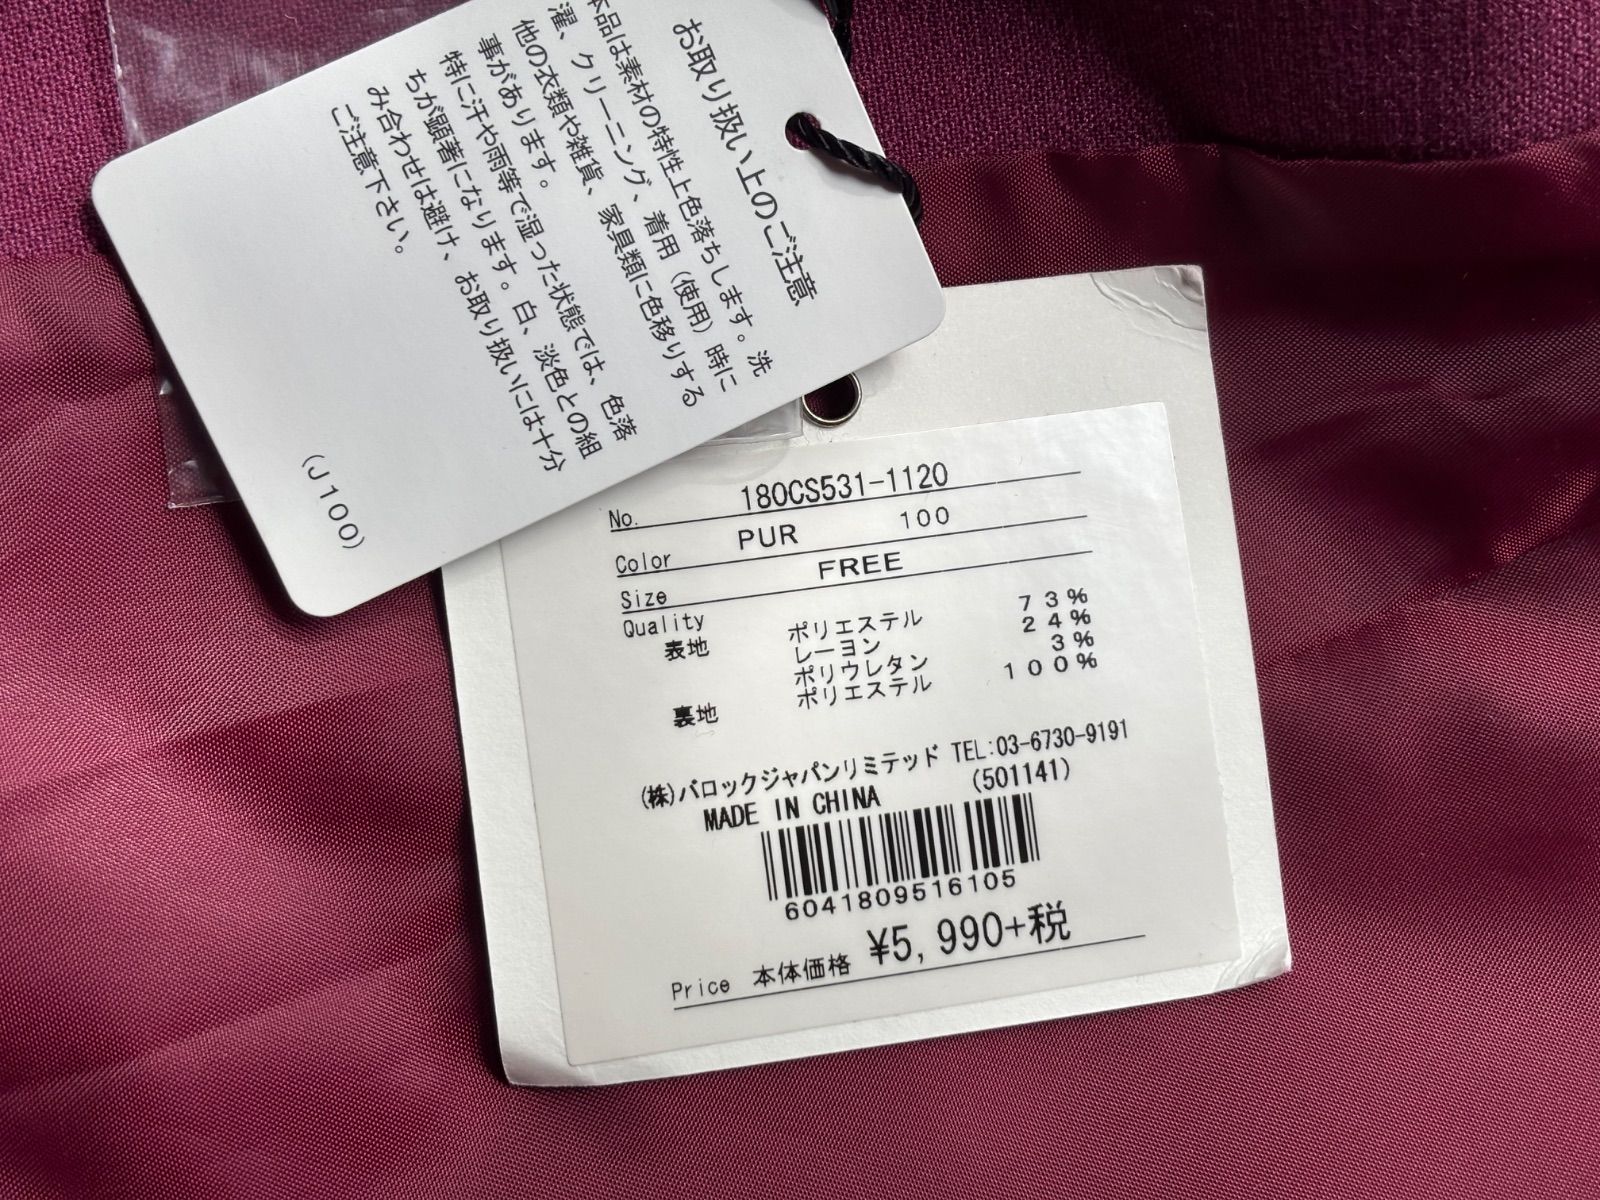 お取り扱い上のご注意
本品は素材の特性上色落ちします。洗
濯、クリーニング、着用（使用）時に
他の衣類や雑貨、家具類に色移りする
事があります。
特に汗や雨等で湿った状態では、色落
ちが顕著になります。白、淡色との組
み合わせは避け、お取り扱いには十分
ご注意下さい。
(J100)
No. 180CS531-1120
Color PUR 100
Size FREE
Quality
表地 ポリエステル 73%
レーヨン 24%
ポリウレタン 3%
裏地 ポリエステル 100%
(株)バロックジャパンリミテッド TEL:03-6730-9191
MADE IN CHINA (501141)
6041809516105
Price 本体価格 ¥5,990+税